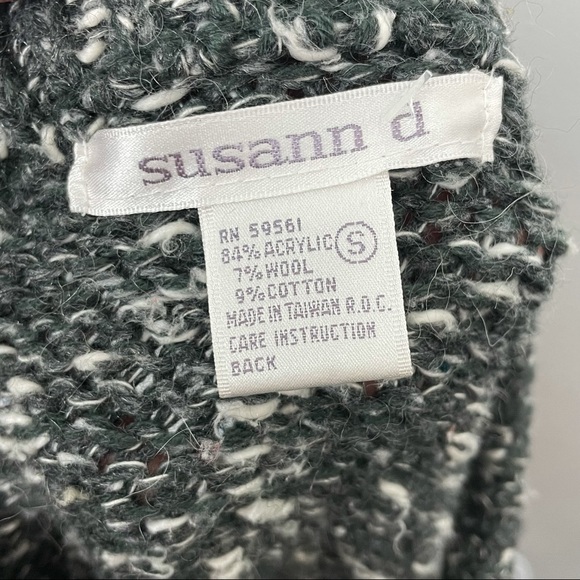 susann d
RN 59561
84% ACRYLIC S
7% WOOL
9% COTTON
MADE IN TAIWAN R.O.C.
CARE INSTRUCTION
BACK